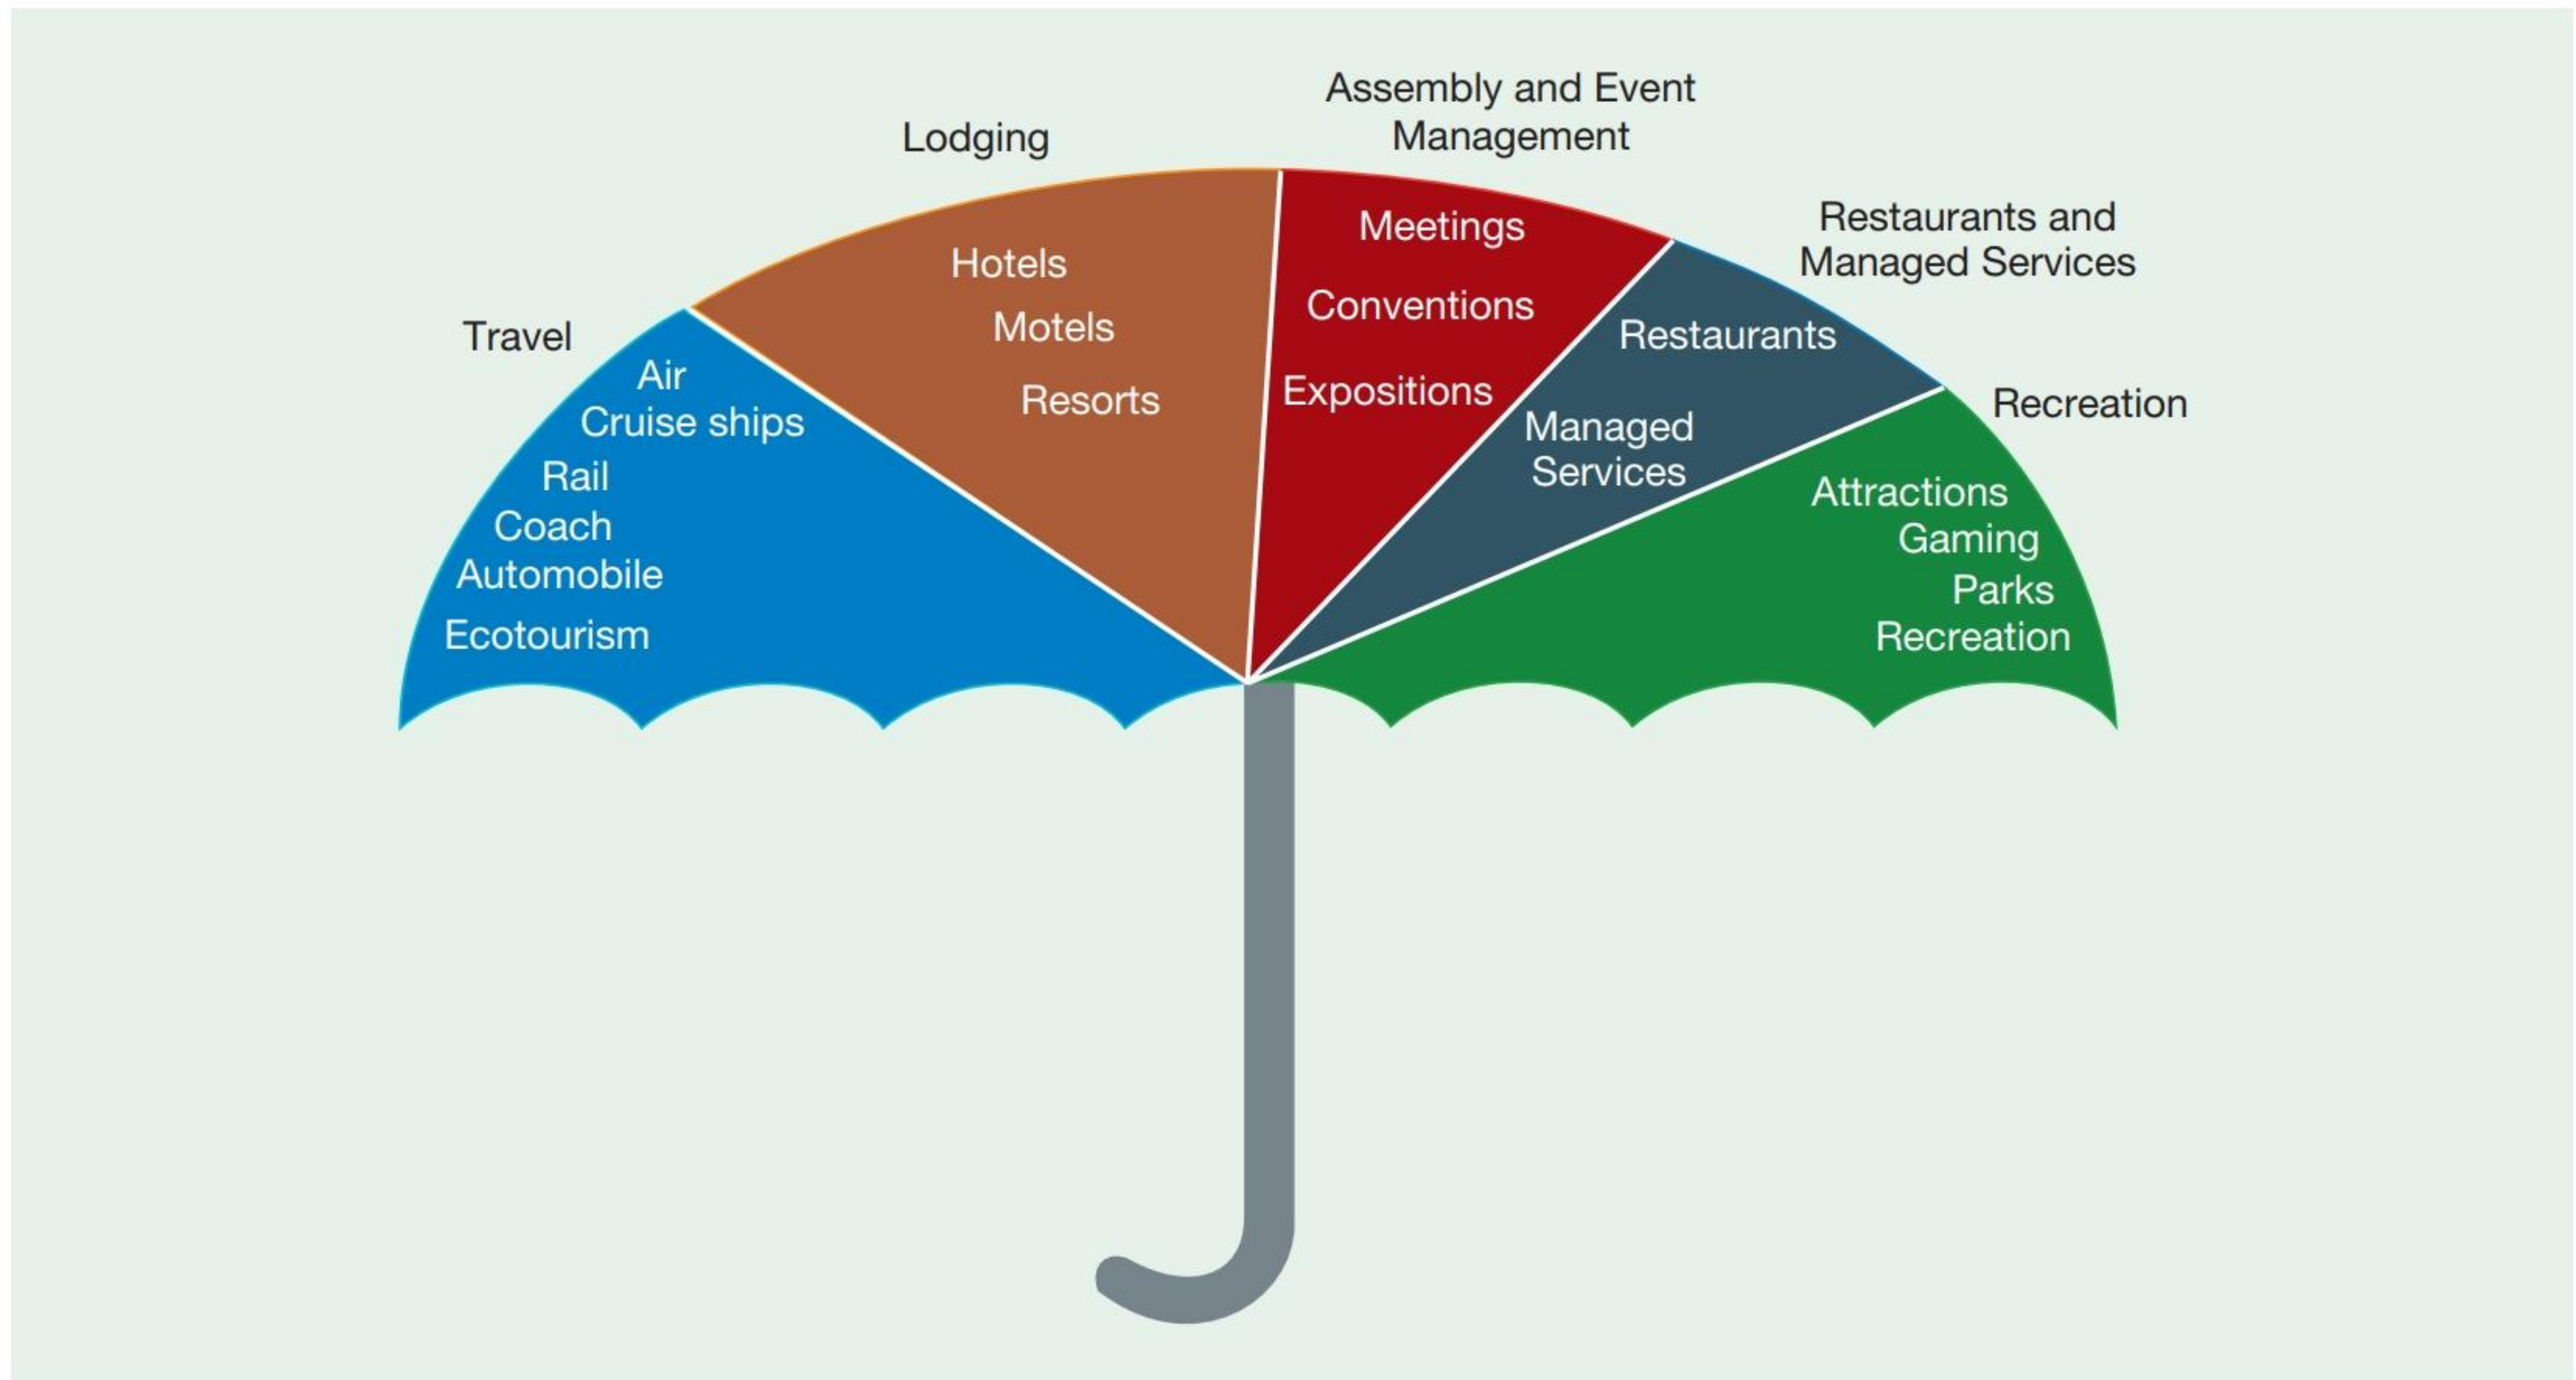 Travel
Air
Cruise ships
Rail
Coach
Automobile
Ecotourism
Lodging
Hotels
Motels
Resorts
Assembly and Event
Management
Meetings
Conventions
Expositions
Restaurants and
Managed Services
Restaurants
Managed
Services
Recreation
Attractions
Gaming
Parks
Recreation